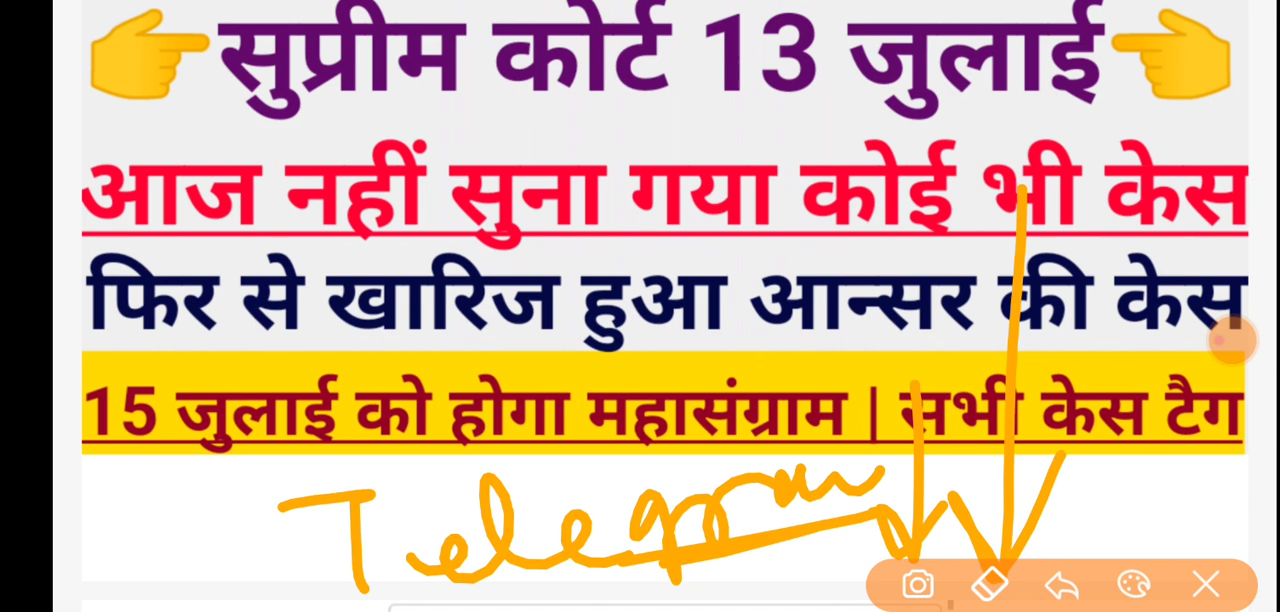 👉सुप्रीम कोर्ट 13 जुलाई👈
आज नहीं सुना गया कोई भी केस
फिर से खारिज हुआ आन्सर की केस
15 जुलाई को होगा महासंग्राम | सभी केस टैग
Telegram